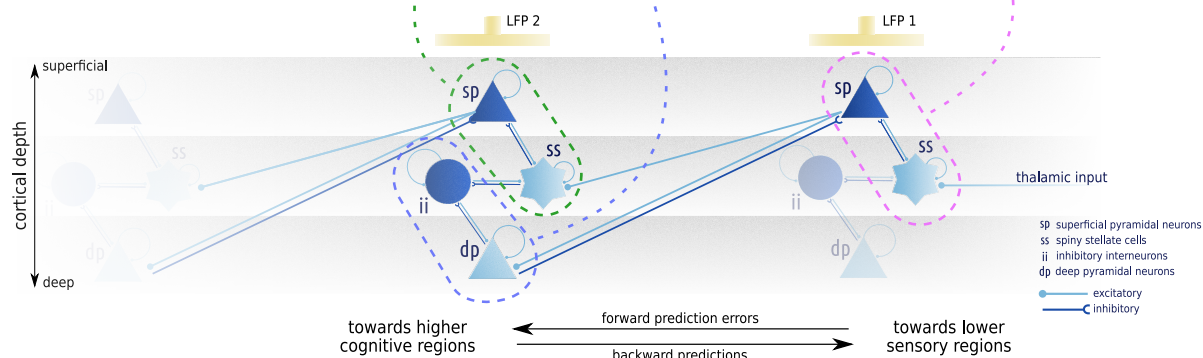 LFP 2
LFP 1
superficial
sp
sp
sp
ss
ss
ss
cortical depth
thalamic input
ii
ii
ii
dp
dp
dp
deep
sp superficial pyramidal neurons
ss spiny stellate cells
ii inhibitory interneurons
dp deep pyramidal neurons
excitatory
inhibitory
towards higher
cognitive regions
forward prediction errors
backward predictions
towards lower
sensory regions